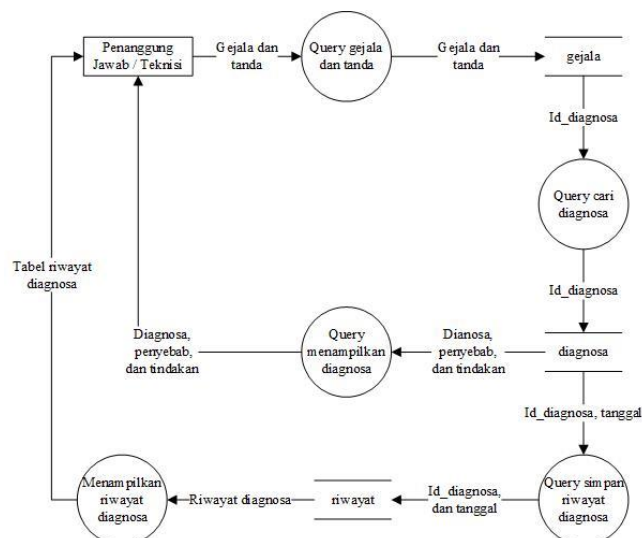 Penanggung
Jawab / Teknisi
Gejala dan
tanda
Query gejala
dan tanda
Gejala dan
tanda
gejala
Id_diagnosa
Query cari
diagnosa
Id_diagnosa
Tabel riwayat
diagnosa
Diagnosa,
penyebab,
dan tindakan
Query
menampilkan
diagnosa
Dianosa,
penyebab,
dan tindakan
diagnosa
Id_diagnosa, tanggal
Menampilkan
riwayat
diagnosa
Riwayat diagnosa
riwayat
Id_diagnosa,
dan tanggal
Query simpan
riwayat
diagnosa